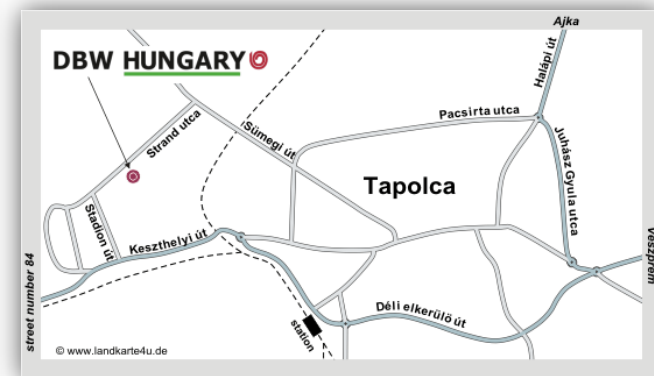 Ajka
DBW HUNGARY
Halápi út
Pacsirta utca
Strand utca
Sümegi út
Juhász Gyula utca
Tapolca
Stadion út
Keszthelyi út
Veszprém
street number 84
Déli elkerülö út
station
© www.landkarte4u.de